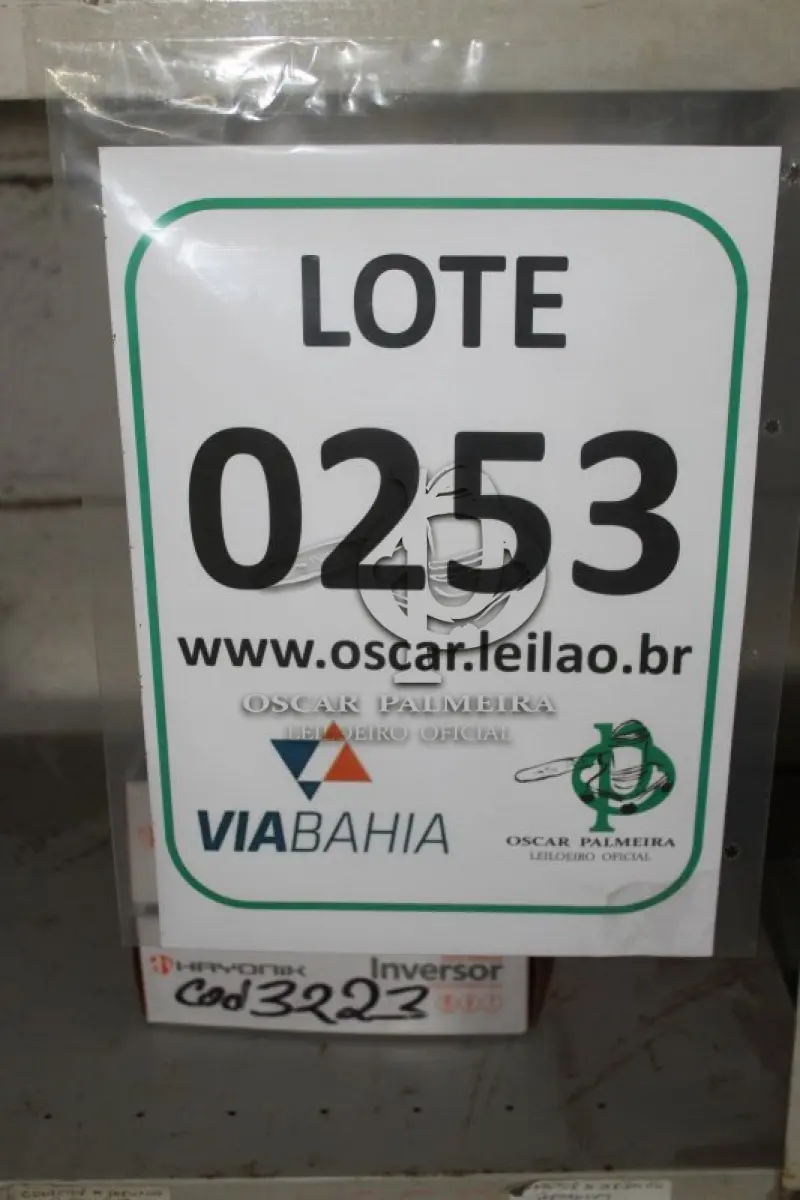 LOTE
0253
www.oscar.leilao.br
OSCAR PALMEIRA
LEILOEIRO OFICIAL
VIABAHIA
OSCAR PALMEIRA
LEILOEIRO OFICIAL
HAYONIK Inversor
Cod 3223